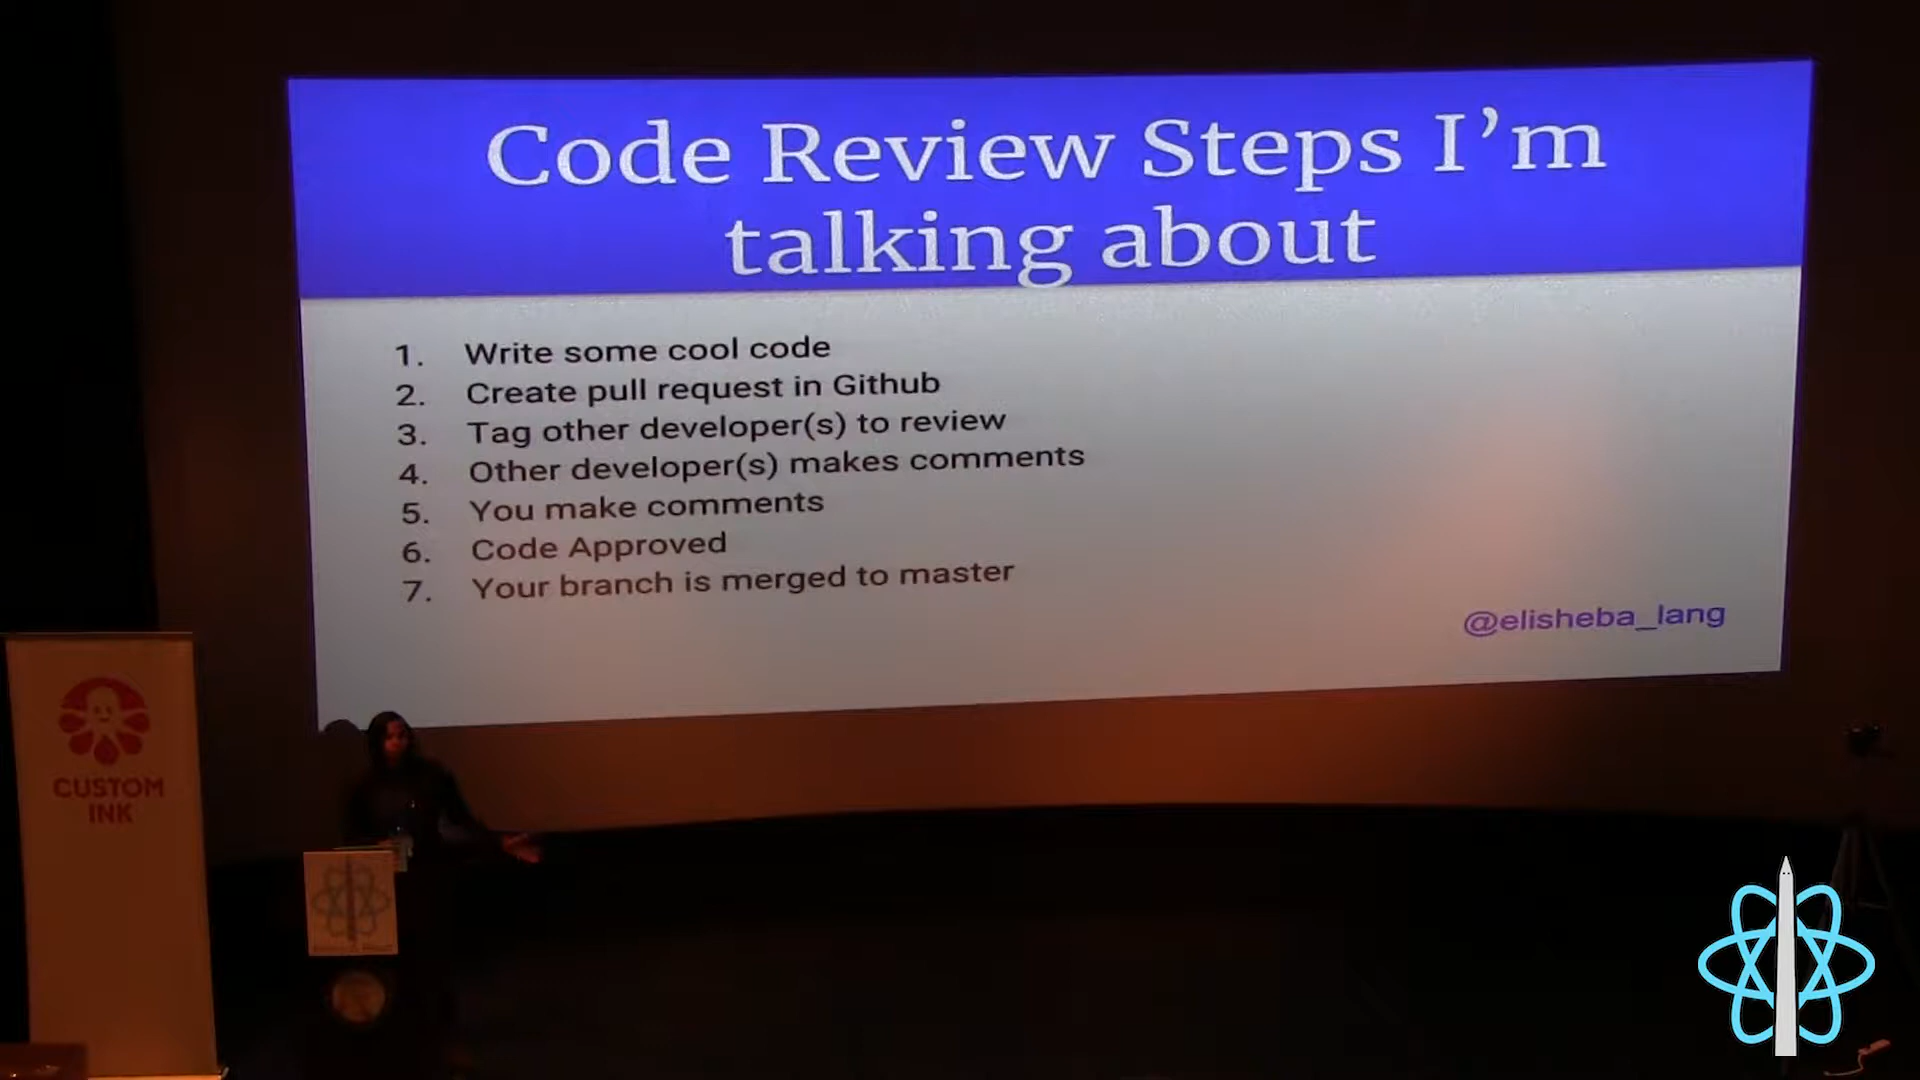 Code Review Steps I'm
talking about
1. Write some cool code
2. Create pull request in Github
3. Tag other developer(s) to review
4. Other developer(s) makes comments
5. You make comments
6. Code Approved
7. Your branch is merged to master
@elisheba_lang
CUSTOM
INK